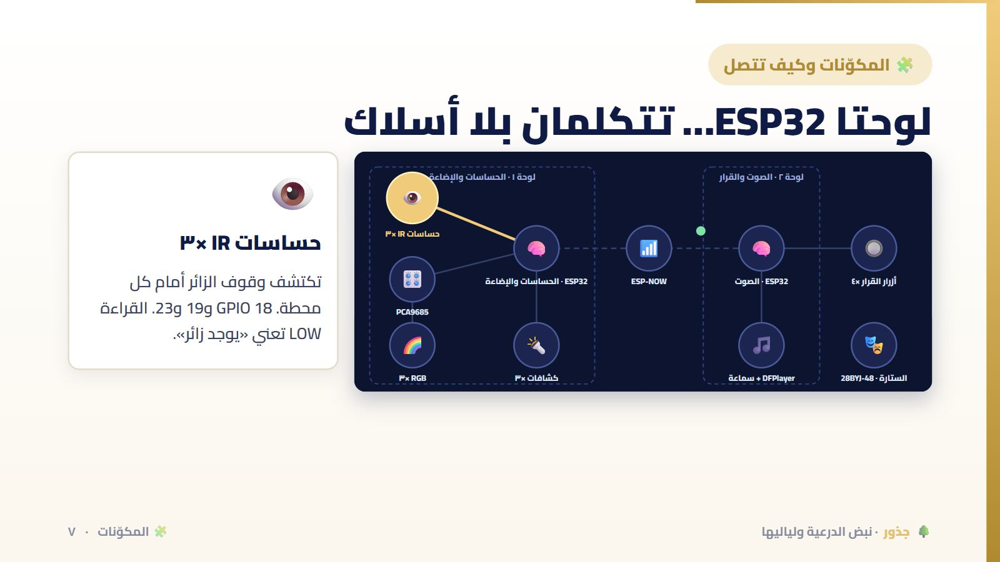 المكوّنات وكيف تتصل
لوحتا ESP32... تتكلمان بلا أسلاك
لوحة ٢ · الصوت والقرار
لوحة ١ · الحساسات والإضاءة
حساسات IR ×٣
أزرار القرار ×٤
ESP32 · الصوت
ESP-NOW
ESP32 · الحساسات والإضاءة
PCA9685
الستارة · 28BYJ-48
DFPlayer + سماعة
كشافات ×٣
RGB ×٣
حساسات IR ×٣
تكتشف وقوف الزائر أمام كل
محطة. GPIO 18 و19 و23. القراءة
LOW تعني «يوجد زائر».
جذور · نبض الدرعية ولياليها
المكوّنات · ٧